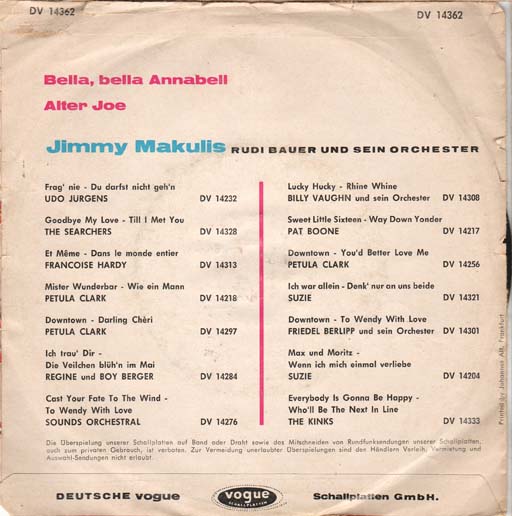 DV 14362
DV 14362
Bella, bella Annabell
Alter Joe
Jimmy Makulis RUDI BAUER UND SEIN ORCHESTER
Frag' nie - Du darfst nicht geh'n
UDO JURGENS DV 14232
Goodbye My Love - Till I Met You
THE SEARCHERS DV 14328
Et Même - Dans le monde entier
FRANCOISE HARDY DV 14313
Mister Wunderbar - Wie ein Mann
PETULA CLARK DV 14218
Downtown - Darling Chéri
PETULA CLARK DV 14297
Ich trau' Dir -
Die Veilchen blüh'n im Mai
REGINE und BOY BERGER DV 14284
Cast Your Fate To The Wind -
To Wendy With Love
SOUNDS ORCHESTRAL DV 14276
Lucky Hucky - Rhine Whine
BILLY VAUGHN und sein Orchester DV 14308
Sweet Little Sixteen - Way Down Yonder
PAT BOONE DV 14217
Downtown - You'd Better Love Me
PETULA CLARK DV 14256
Ich war allein - Denk' nur an uns beide
SUZIE DV 14321
Downtown - To Wendy With Love
FRIEDEL BERLIPP und sein Orchester DV 14301
Max und Moritz -
Wenn ich mich einmal verliebe
SUZIE DV 14204
Everybody Is Gonna Be Happy -
Who'll Be The Next In Line
THE KINKS DV 14333
Die Überspielung unserer Schallplatten auf Band oder Draht sowie das Mitschneiden von Rundfunksendungen unserer Schallplatten,
auch zum privaten Gebrauch, ist verboten. Zur Vermeidung unerlaubter Überspielungen sind den Händlern Verleih, Vermietung und
Auswahl-Sendungen nicht erlaubt.
DEUTSCHE VOGUE
vogue
SCHALLPLATTEN
Schallplatten GmbH.
Printed by Johannes Alt, Frankfurt